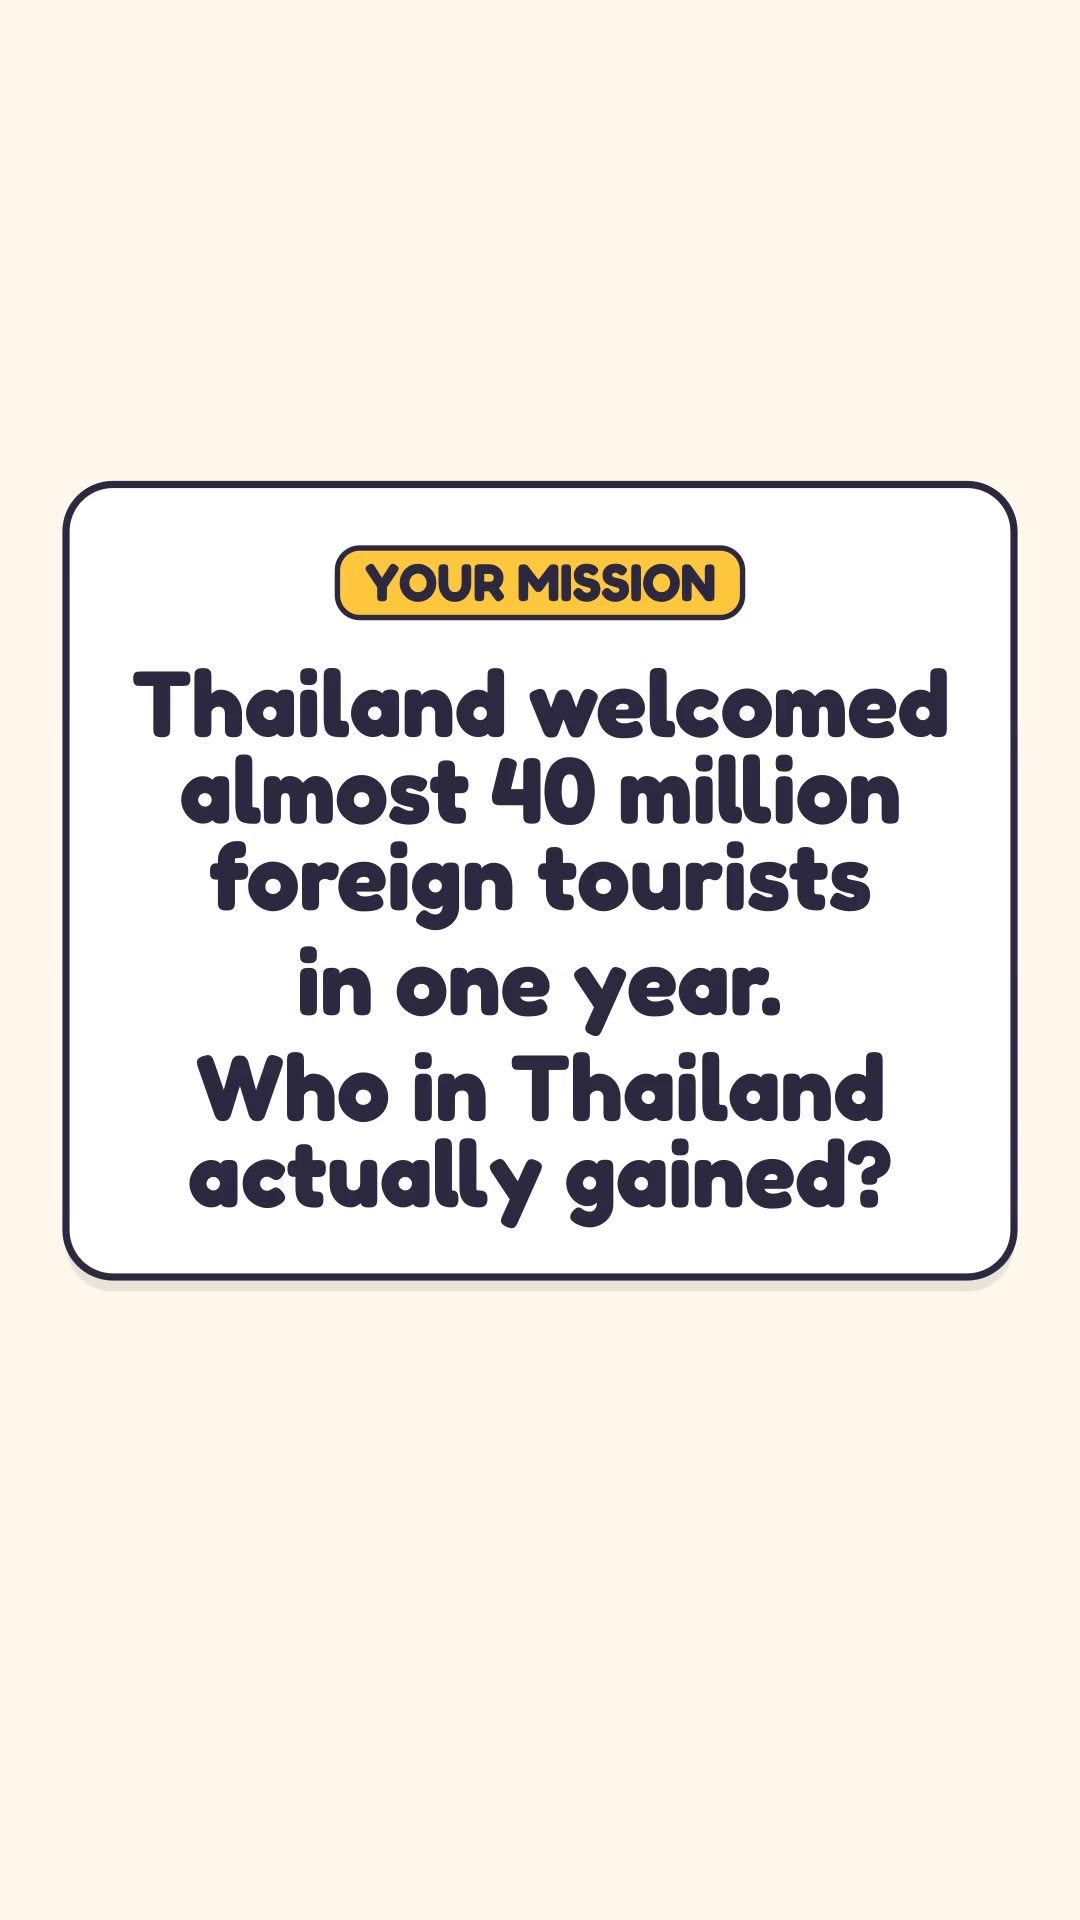 YOUR MISSION
Thailand welcomed
almost 40 million
foreign tourists
in one year.
Who in Thailand
actually gained?